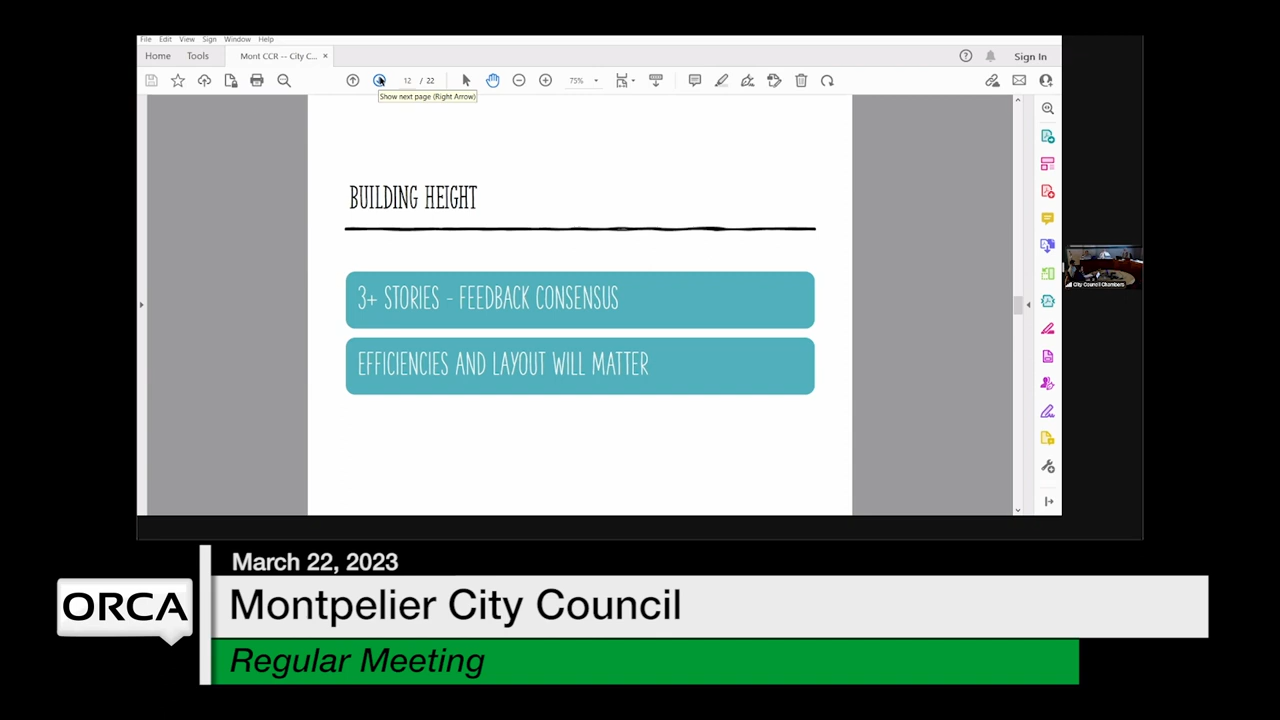 File Edit View Sign Window Help
Home Tools Mont CCR -- City C... × Sign In
12 / 22 75%
Show next page (Right Arrow)
BUILDING HEIGHT
3+ STORIES - FEEDBACK CONSENSUS
EFFICIENCIES AND LAYOUT WILL MATTER
City Council Chambers
March 22, 2023
ORCA
Montpelier City Council
Regular Meeting